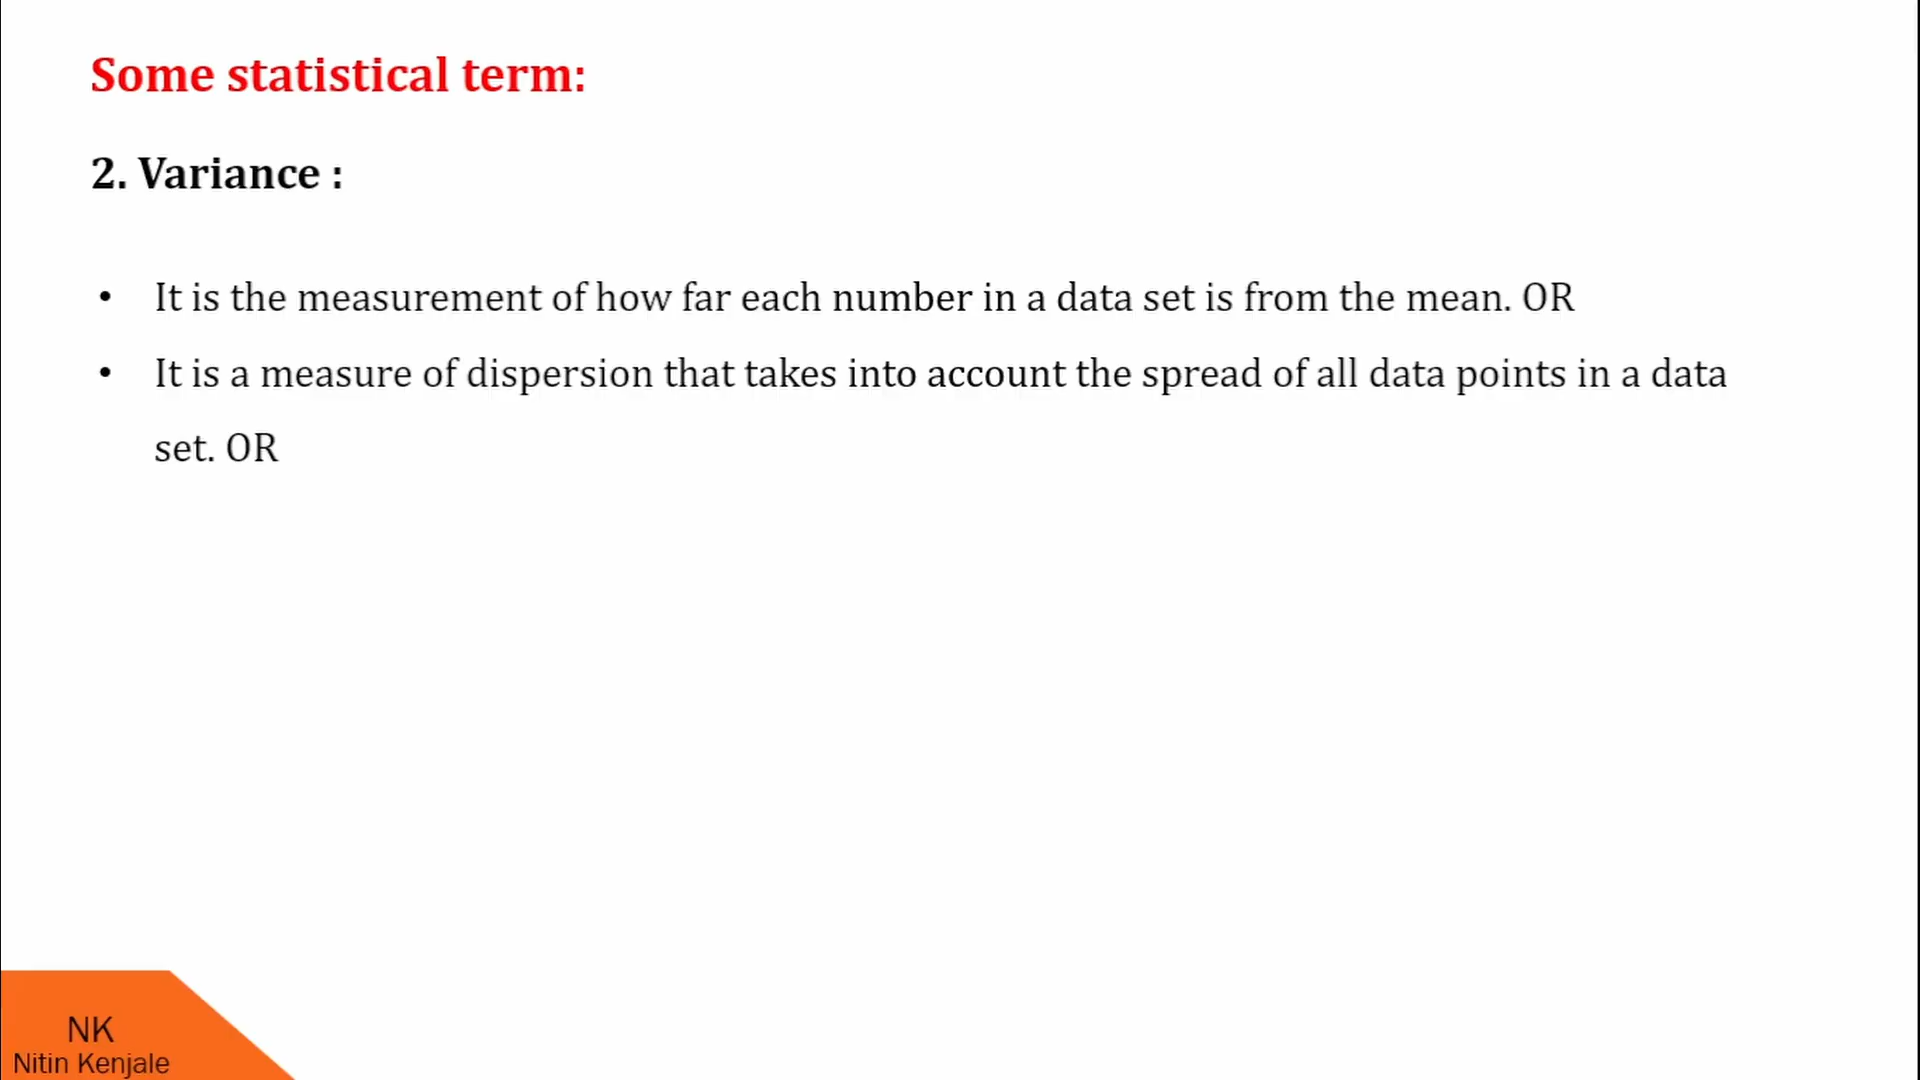 Some statistical term:
2. Variance :
• It is the measurement of how far each number in a data set is from the mean. OR
• It is a measure of dispersion that takes into account the spread of all data points in a data
set. OR
NK
Nitin Kenjale